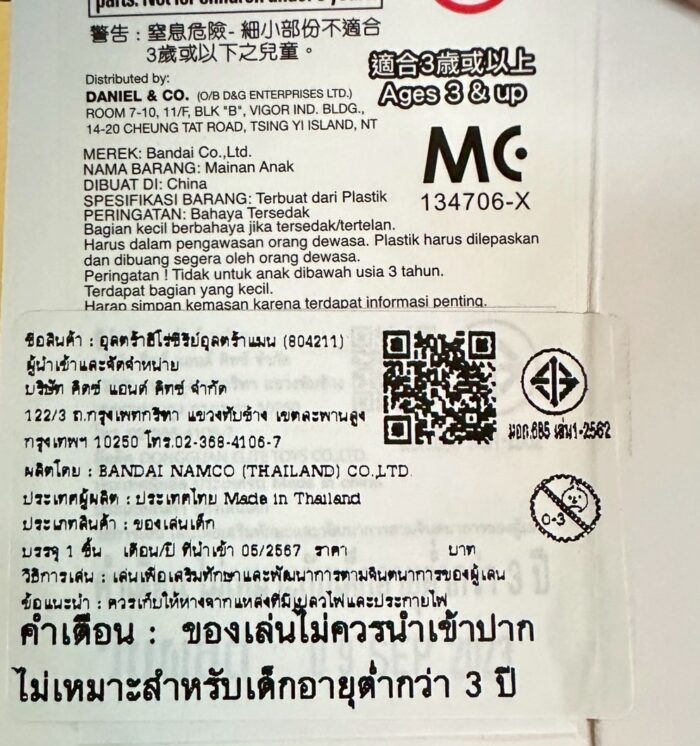 parts. Not for children under 3 years.
警告：窒息危險- 細小部份不適合
3歲或以下之兒童。
適合3歲或以上
Ages 3 & up
Distributed by:
DANIEL & CO. (O/B D&G ENTERPRISES LTD.)
ROOM 7-10, 11/F, BLK "B", VIGOR IND. BLDG.,
14-20 CHEUNG TAT ROAD, TSING YI ISLAND, NT
MC
134706-X
MEREK: Bandai Co.,Ltd.
NAMA BARANG: Mainan Anak
DIBUAT DI: China
SPESIFIKASI BARANG: Terbuat dari Plastik
PERINGATAN: Bahaya Tersedak
Bagian kecil berbahaya jika tersedak/tertelan.
Harus dalam pengawasan orang dewasa. Plastik harus dilepaskan
dan dibuang segera oleh orang dewasa.
Peringatan ! Tidak untuk anak dibawah usia 3 tahun.
Terdapat bagian yang kecil.
Harap simpan kemasan karena terdapat informasi penting.
ชื่อสินค้า : อุลตร้าฮีโร่ซีรีย์อุลตร้าแมน (804211)
ผู้นำเข้าและจัดจำหน่าย
บริษัท คิดซ์ แอนด์ คิทซ์ จำกัด
122/3 ถ.กรุงเทพกรีฑา แขวงทับช้าง เขตสะพานสูง
กรุงเทพฯ 10250 โทร.02-368-4106-7
มอก.685 เล่ม1-2562
ผลิตโดย : BANDAI NAMCO (THAILAND) CO.,LTD.
ประเทศผู้ผลิต : ประเทศไทย Made in Thailand
ประเภทสินค้า : ของเล่นเด็ก
0-3
บรรจุ 1 ชิ้น เดือน/ปี ที่นำเข้า 05/2567 ราคา บาท
วิธีการเล่น : เล่นเพื่อเสริมทักษาและพัฒนาการตามจินตนาการของผู้เล่น
ข้อแนะนำ : ควรเก็บให้ห่างจากแหล่งที่มีเปลวไฟและประกายไฟ
คำเตือน : ของเล่นไม่ควรนำเข้าปาก
ไม่เหมาะสำหรับเด็กอายุต่ำกว่า 3 ปี